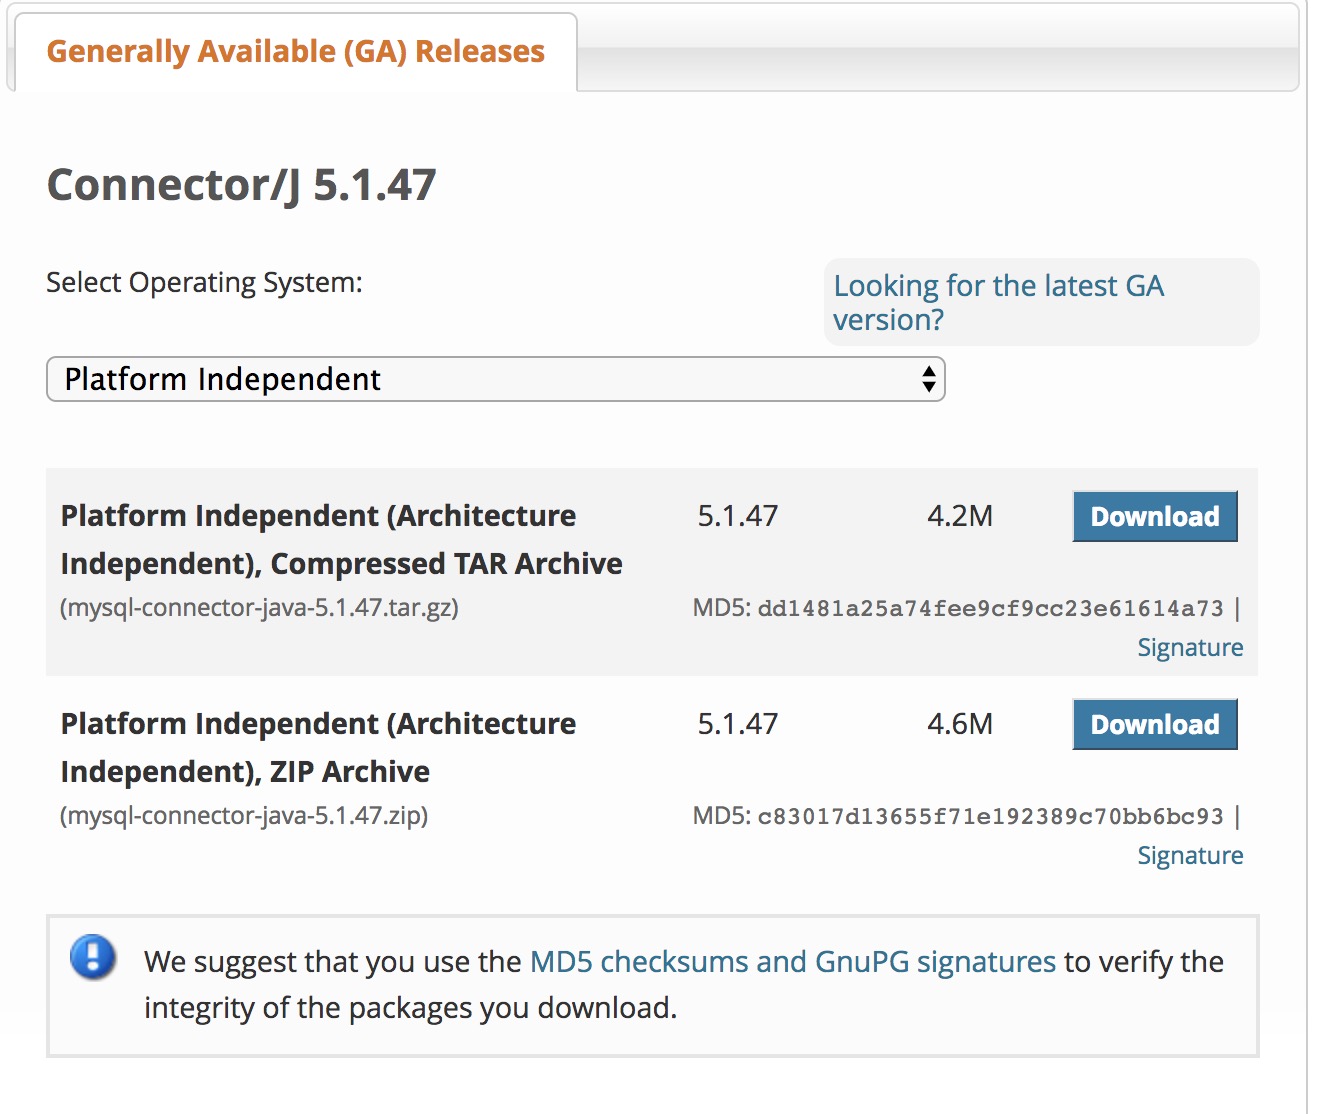 Generally Available (GA) Releases
Connector/J 5.1.47
Select Operating System:
Looking for the latest GA
version?
Platform Independent
Platform Independent (Architecture
Independent), Compressed TAR Archive
5.1.47
4.2M
Download
(mysql-connector-java-5.1.47.tar.gz)
MD5: dd1481a25a74fee9cf9cc23e61614a73 |
Signature
Platform Independent (Architecture
Independent), ZIP Archive
5.1.47
4.6M
Download
(mysql-connector-java-5.1.47.zip)
MD5: c83017d13655f71e192389c70bb6bc93 |
Signature
We suggest that you use the MD5 checksums and GnuPG signatures to verify the
integrity of the packages you download.